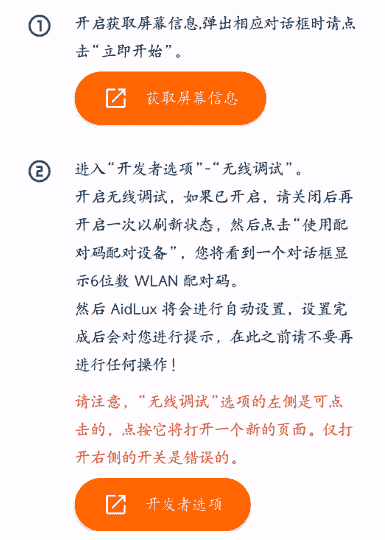 1
开启获取屏幕信息,弹出相应对话框时请点
击“立即开始”。
获取屏幕信息
2
进入“开发者选项”-“无线调试”。
开启无线调试，如果已开启，请关闭后再
开启一次以刷新状态，然后点击“使用配
对码配对设备”，您将看到一个对话框显
示6位数 WLAN 配对码。
然后 AidLux 将会进行自动设置，设置完
成后会对您进行提示，在此之前请不要再
进行任何操作！
请注意，“无线调试”选项的左侧是可点
击的，点按它将打开一个新的页面。仅打
开右侧的开关是错误的。
开发者选项